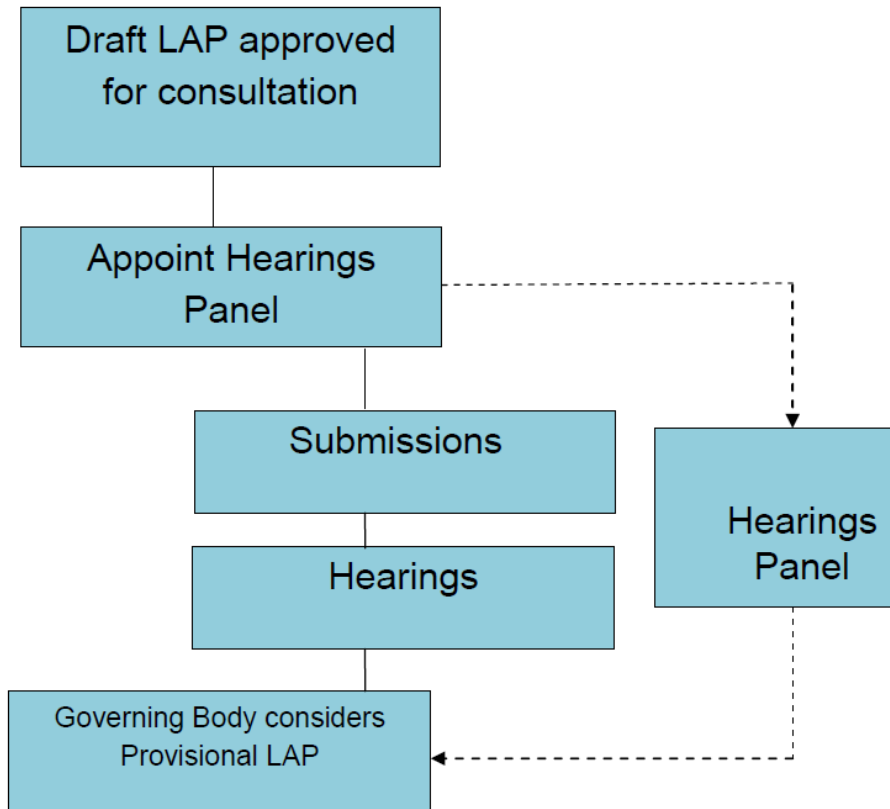 Draft LAP approved
for consultation
Appoint Hearings
Panel
Submissions
Hearings
Hearings
Panel
Governing Body considers
Provisional LAP